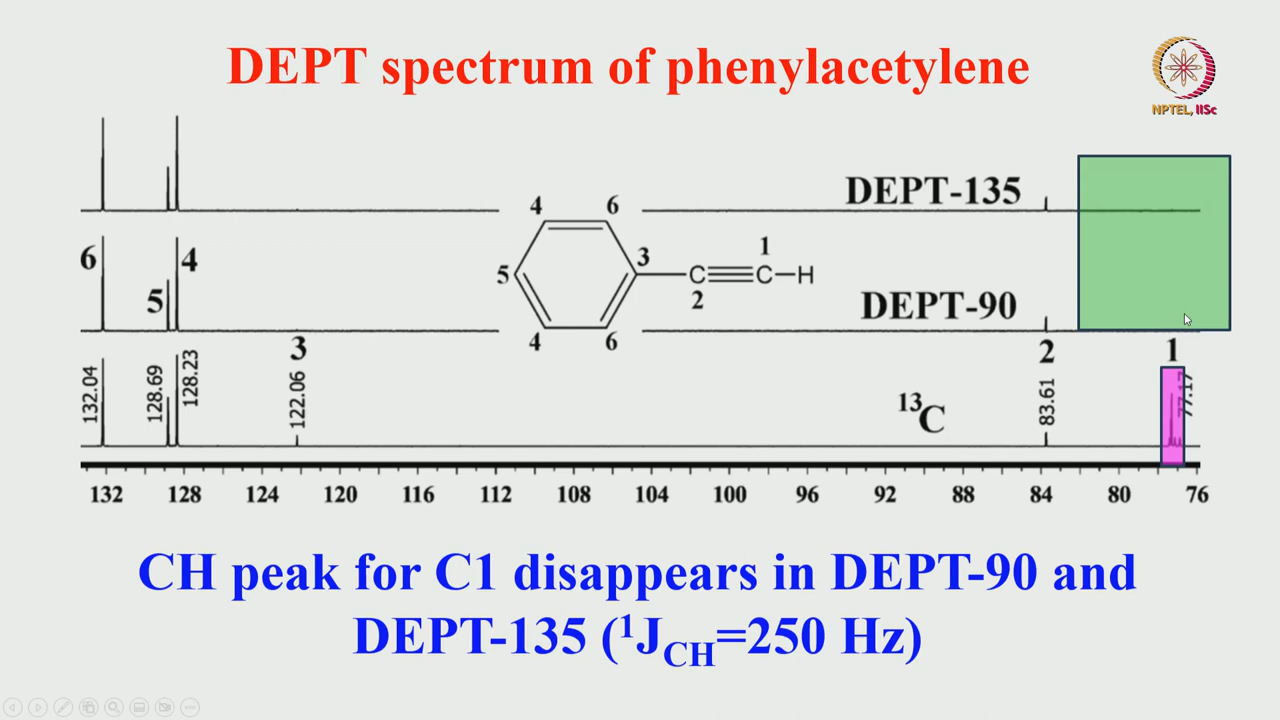 DEPT spectrum of phenylacetylene
NPTEL, IISc
DEPT-135
4 6
6 4 5 3 1
C≡C–H
5 2
DEPT-90
4 6
3 2 1
132.04 128.69 128.23 122.06 83.61 77.17
¹³C
132 128 124 120 116 112 108 104 100 96 92 88 84 80 76
CH peak for C1 disappears in DEPT-90 and
DEPT-135 (¹J_CH=250 Hz)